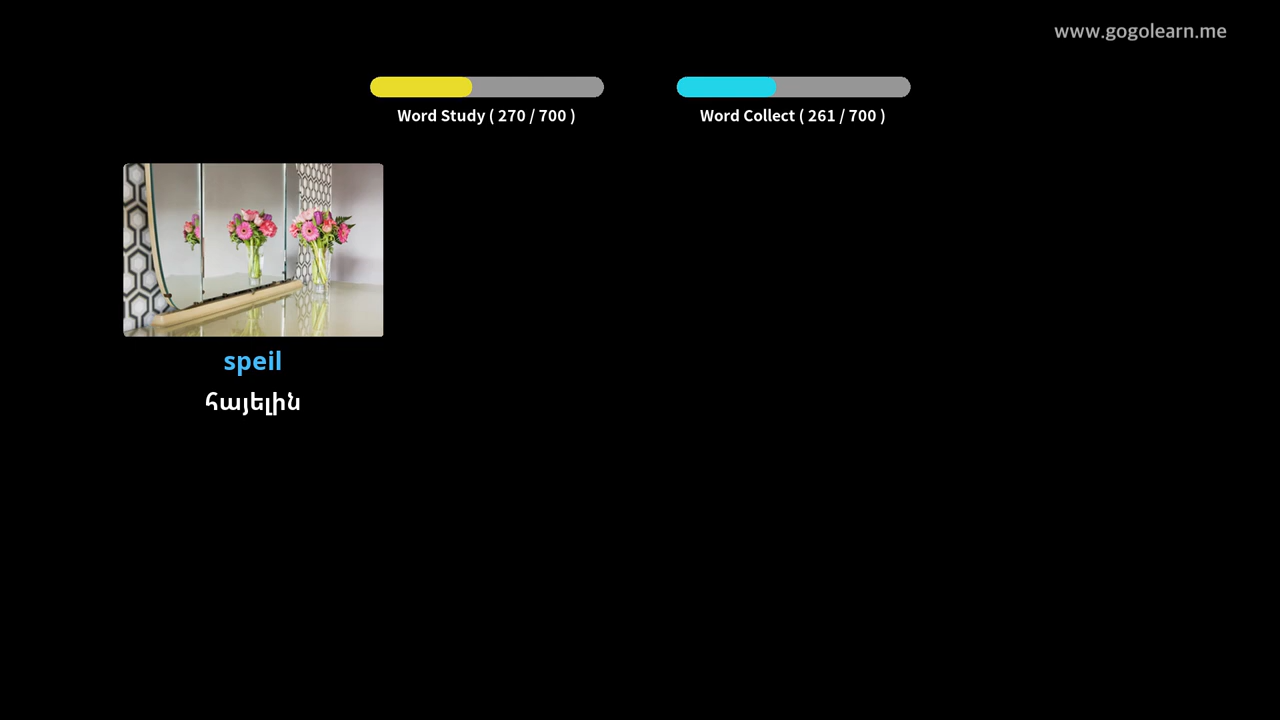 www.gogolearn.me
Word Study ( 270 / 700 )
Word Collect ( 261 / 700 )
speil
հայելին